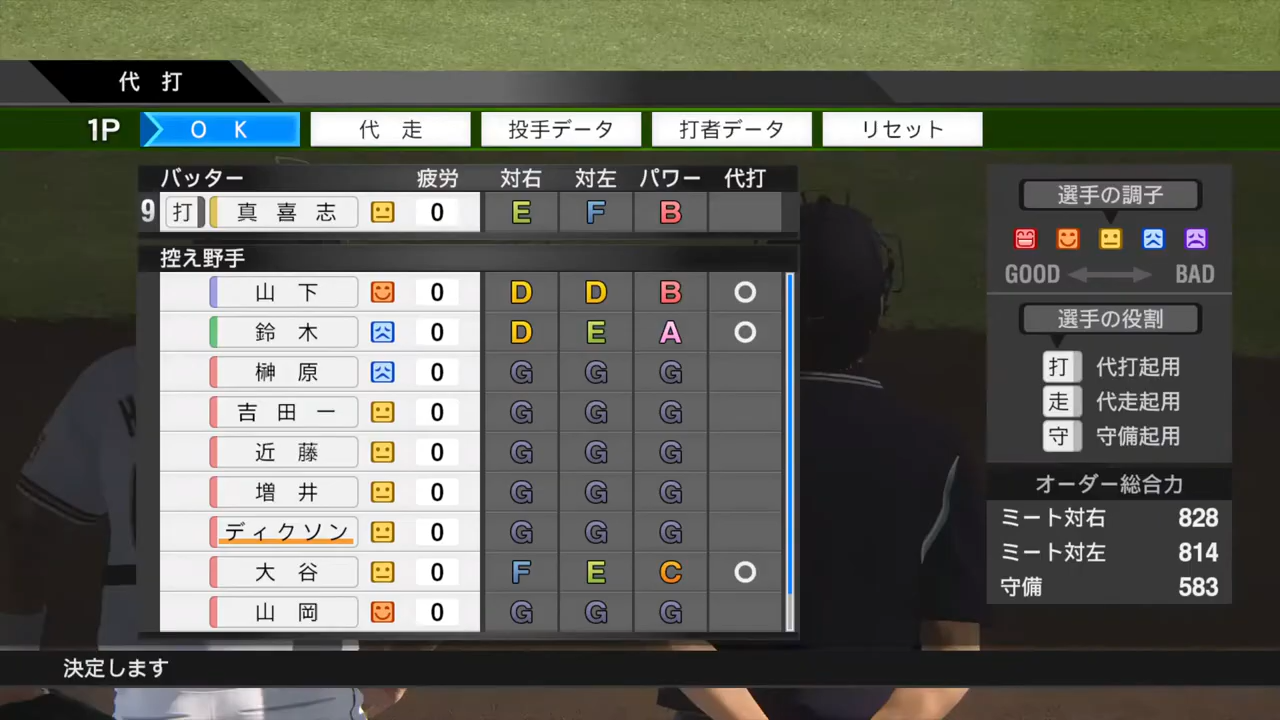 代 打
1P O K 代 走 投手データ 打者データ リセット
バッター 疲労 対右 対左 パワー 代打
9 打 真 喜 志 0 E F B
控え野手
山 下 0 D D B ○
鈴 木 0 D E A ○
榊 原 0 G G G
吉 田 一 0 G G G
近 藤 0 G G G
増 井 0 G G G
ディクソン 0 G G G
大 谷 0 F E C ○
山 岡 0 G G G
選手の調子
GOOD BAD
選手の役割
打 代打起用
走 代走起用
守 守備起用
オーダー総合力
ミート対右 828
ミート対左 814
守備 583
決定します